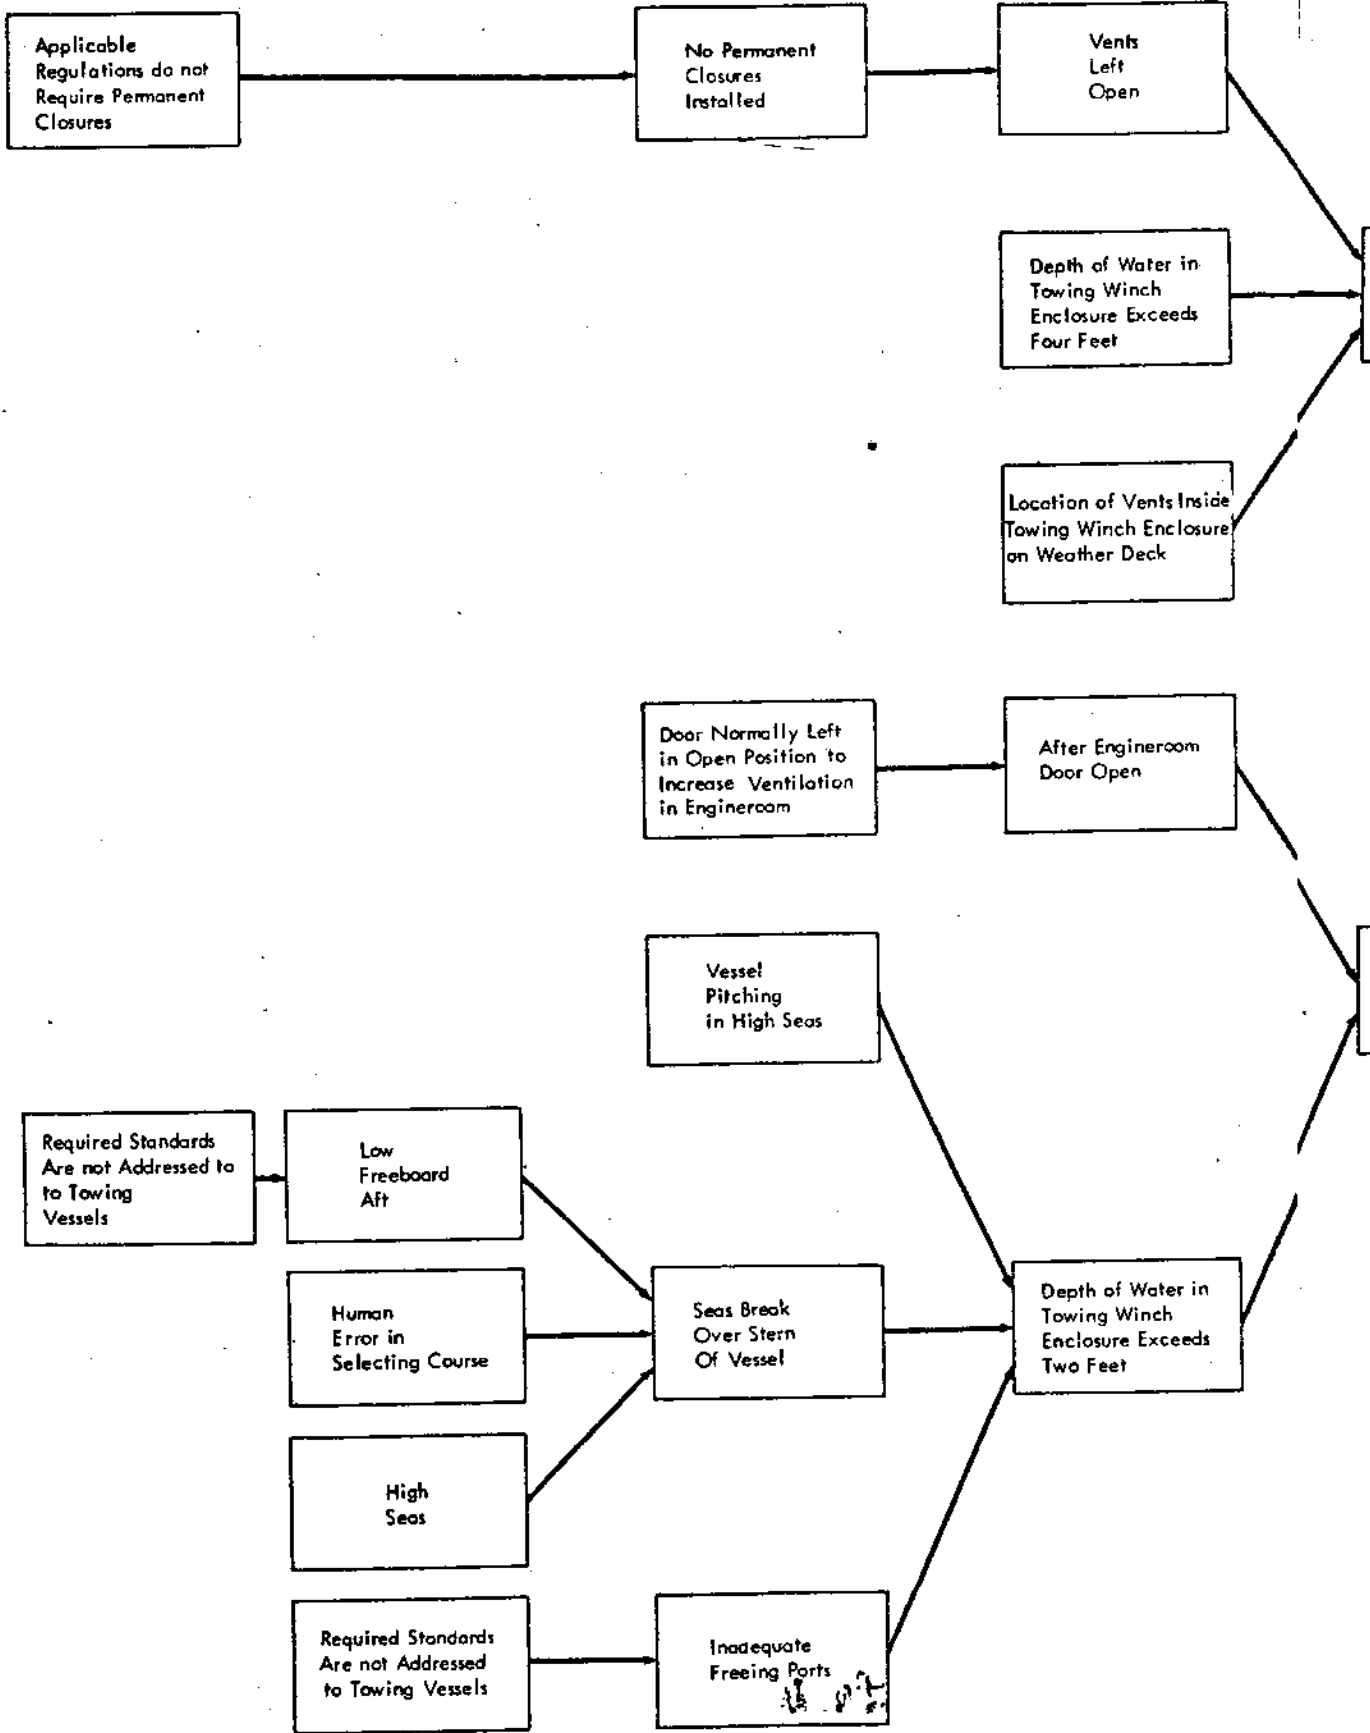 Applicable
Regulations do not
Require Permanent
Closures
No Permanent
Closures
Installed
Vents
Left
Open
Depth of Water in
Towing Winch
Enclosure Exceeds
Four Feet
Location of Vents Inside
Towing Winch Enclosure
on Weather Deck
Door Normally Left
in Open Position to
Increase Ventilation
in Engineroom
After Engineroom
Door Open
Vessel
Pitching
in High Seas
Required Standards
Are not Addressed to
to Towing
Vessels
Low
Freeboard
Aft
Human
Error in
Selecting Course
High
Seas
Seas Break
Over Stern
Of Vessel
Depth of Water in
Towing Winch
Enclosure Exceeds
Two Feet
Required Standards
Are not Addressed
to Towing Vessels
Inadequate
Freeing Ports